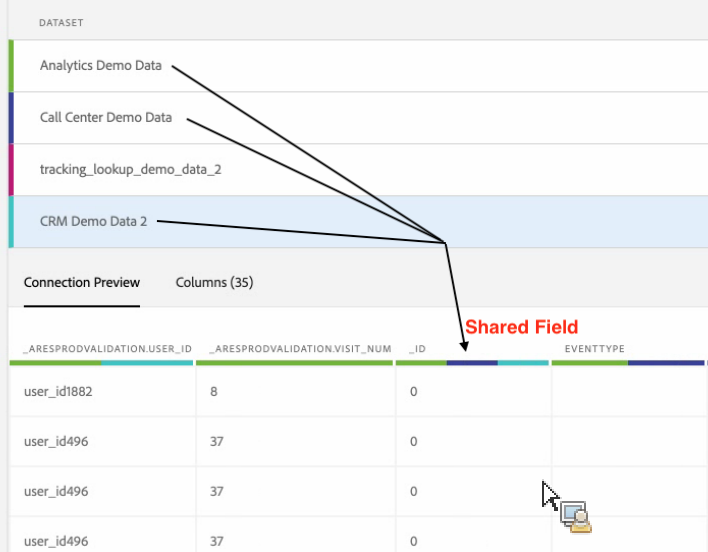 DATASET
Analytics Demo Data
Call Center Demo Data
tracking_lookup_demo_data_2
CRM Demo Data 2
Connection Preview Columns (35)
Shared Field
_ARESPRODVALIDATION.USER_ID _ARESPRODVALIDATION.VISIT_NUM _ID EVENTTYPE
user_id1882 8 0
user_id496 37 0
user_id496 37 0
user_id496 37 0